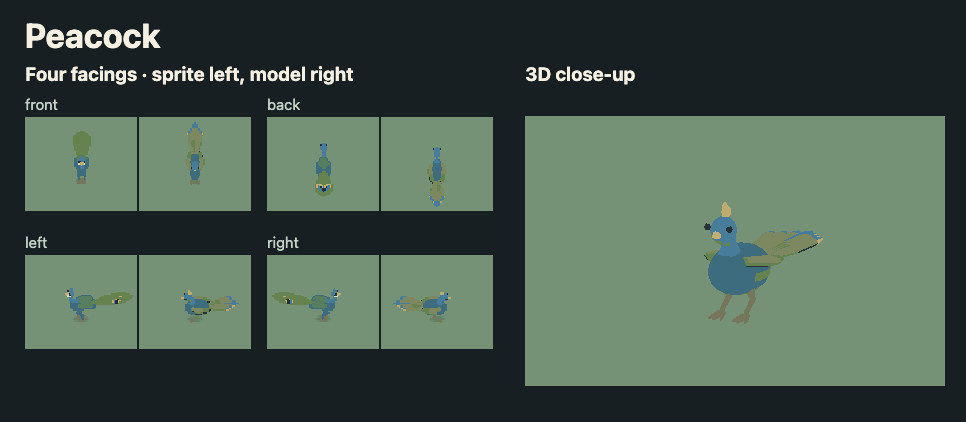 Peacock
Four facings · sprite left, model right
3D close-up
front
back
left
right